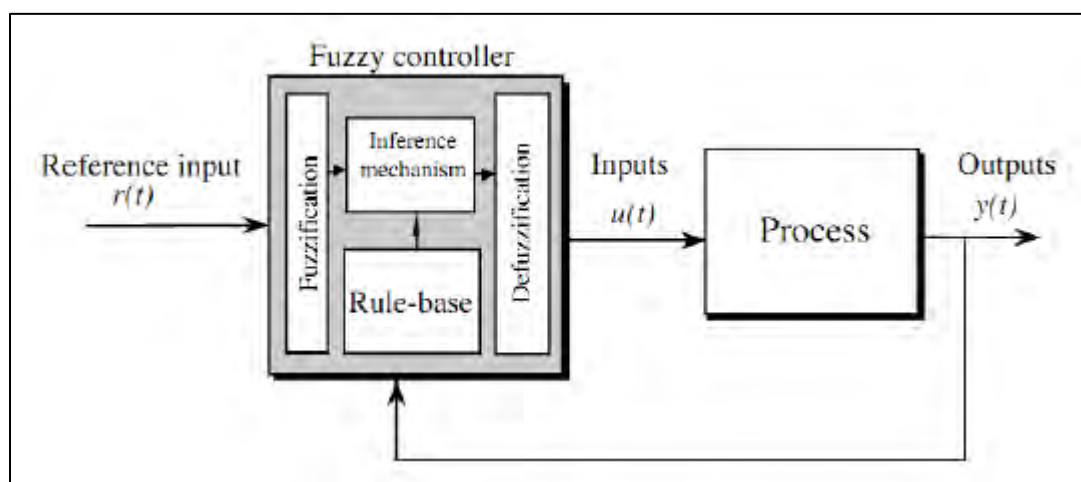 Fuzzy controller
Reference input
r(t)
Fuzzification
Inference
mechanism
Rule-base
Defuzzification
Inputs
u(t)
Process
Outputs
y(t)